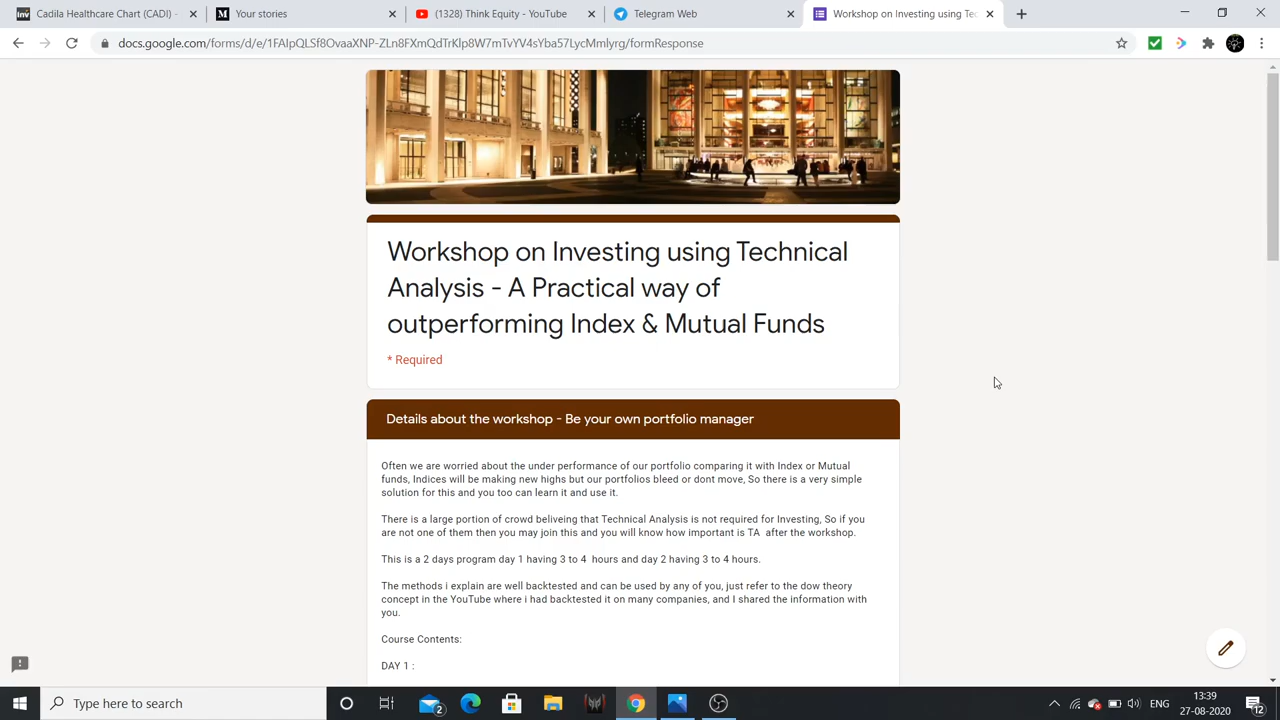 Cadila Healthcare Chart (CADI) -
Your stories
(1328) Think Equity - YouTube
Telegram Web
Workshop on Investing using Tec
docs.google.com/forms/d/e/1FAIpQLSf8OvaaXNP-ZLn8FXmQdTrKIp8W7mTvYV4sYba57LycMmlyrg/formResponse
Workshop on Investing using Technical
Analysis - A Practical way of
outperforming Index & Mutual Funds
* Required
Details about the workshop - Be your own portfolio manager
Often we are worried about the under performance of our portfolio comparing it with Index or Mutual
funds, Indices will be making new highs but our portfolios bleed or dont move, So there is a very simple
solution for this and you too can learn it and use it.
There is a large portion of crowd beliveing that Technical Analysis is not required for Investing, So if you
are not one of them then you may join this and you will know how important is TA after the workshop.
This is a 2 days program day 1 having 3 to 4 hours and day 2 having 3 to 4 hours.
The methods i explain are well backtested and can be used by any of you, just refer to the dow theory
concept in the YouTube where i had backtested it on many companies, and I shared the information with
you.
Course Contents:
DAY 1 :
Type here to search
2
ENG
13:39
27-08-2020
12